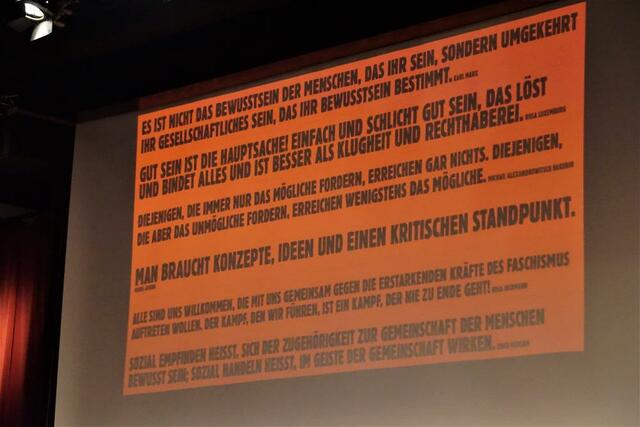 ES IST NICHT DAS BEWUSSTSEIN DER MENSCHEN, DAS IHR SEIN, SONDERN UMGEKEHRT
IHR GESELLSCHAFTLICHES SEIN, DAS IHR BEWUSSTSEIN BESTIMMT. KARL MARX
GUT SEIN IST DIE HAUPTSACHE! EINFACH UND SCHLICHT GUT SEIN, DAS LÖST
UND BINDET ALLES UND IST BESSER ALS KLUGHEIT UND RECHTHABEREI. ROSA LUXEMBURG
DIEJENIGEN, DIE IMMER NUR DAS MÖGLICHE FORDERN, ERREICHEN GAR NICHTS. DIEJENIGEN,
DIE ABER DAS UNMÖGLICHE FORDERN, ERREICHEN WENIGSTENS DAS MÖGLICHE. MICHAIL ALEXANDROWITSCH BAKUNIN
MAN BRAUCHT KONZEPTE, IDEEN UND EINEN KRITISCHEN STANDPUNKT.
ALLE SIND UNS WILLKOMMEN, DIE MIT UNS GEMEINSAM GEGEN DIE ERSTARKENDEN KRÄFTE DES FASCHISMUS
AUFTRETEN WOLLEN. DER KAMPF, DEN WIR FÜHREN, IST EIN KAMPF, DER NIE ZU ENDE GEHT!
SOZIAL EMPFINDEN HEISST, SICH DER ZUGEHÖRIGKEIT ZUR GEMEINSCHAFT DER MENSCHEN
BEWUSST SEIN; SOZIAL HANDELN HEISST, IM GEISTE DER GEMEINSCHAFT WIRKEN.